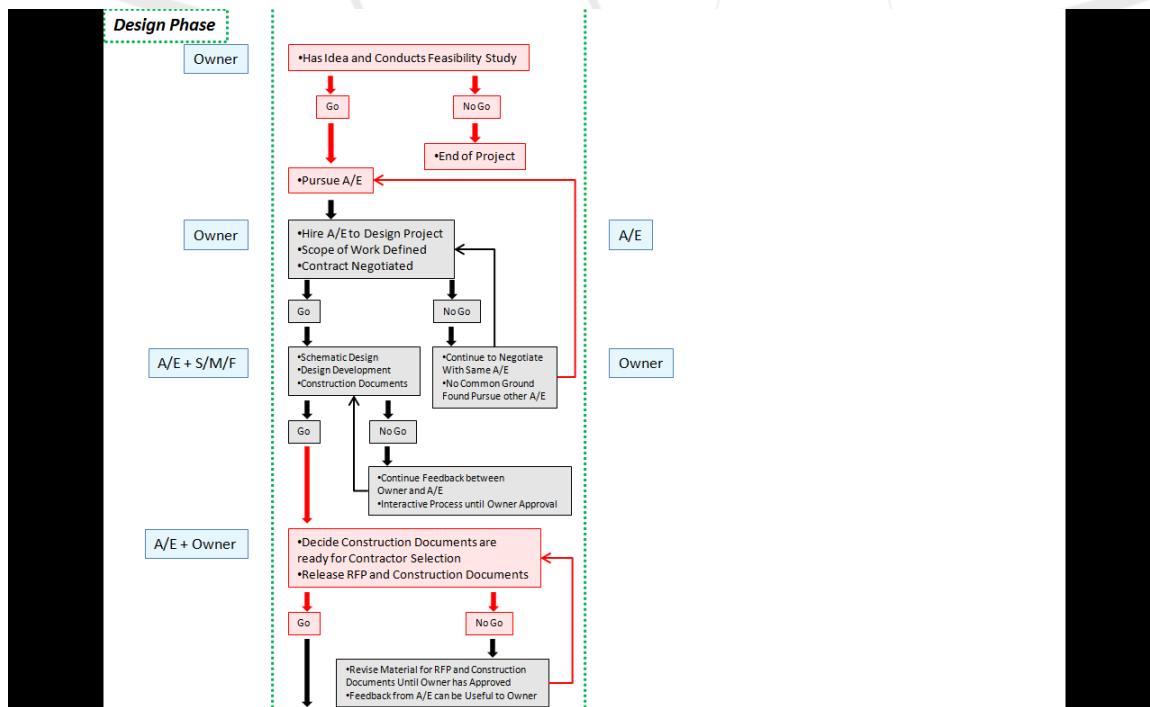 Design Phase
Owner
•Has Idea and Conducts Feasibility Study
Go
No Go
•End of Project
•Pursue A/E
Owner
•Hire A/E to Design Project
•Scope of Work Defined
•Contract Negotiated
A/E
Go
No Go
A/E + S/M/F
•Schematic Design
•Design Development
•Construction Documents
•Continue to Negotiate
With Same A/E
•No Common Ground
Found Pursue other A/E
Owner
Go
No Go
•Continue Feedback between
Owner and A/E
•Interactive Process until Owner Approval
A/E + Owner
•Decide Construction Documents are
ready for Contractor Selection
•Release RFP and Construction Documents
Go
No Go
•Revise Material for RFP and Construction
Documents Until Owner has Approved
•Feedback from A/E can be Useful to Owner